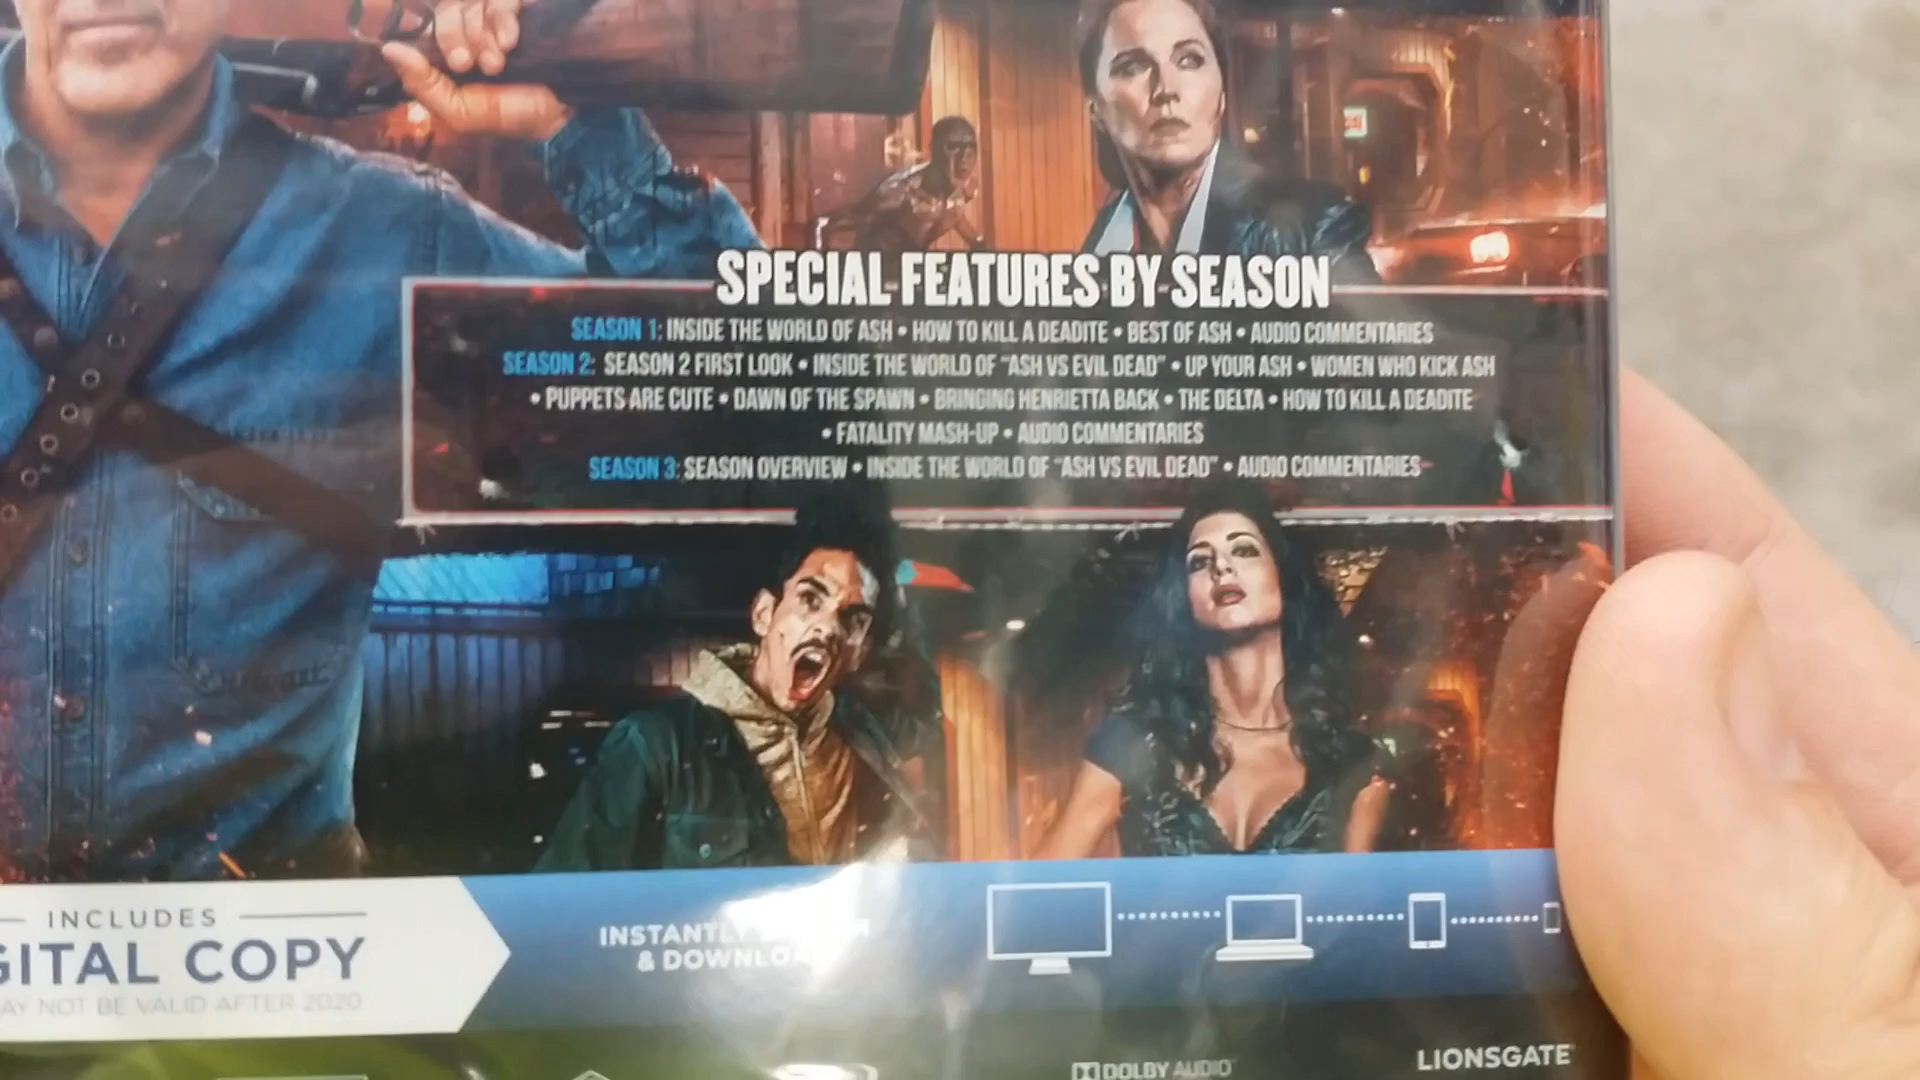 SPECIAL FEATURES BY SEASON
SEASON 1: INSIDE THE WORLD OF ASH • HOW TO KILL A DEADITE • BEST OF ASH • AUDIO COMMENTARIES
SEASON 2: SEASON 2 FIRST LOOK • INSIDE THE WORLD OF "ASH VS EVIL DEAD" • UP YOUR ASH • WOMEN WHO KICK ASH
• PUPPETS ARE CUTE • DAWN OF THE SPAWN • BRINGING HENRIETTA BACK • THE DELTA • HOW TO KILL A DEADITE
• FATALITY MASH-UP • AUDIO COMMENTARIES
SEASON 3: SEASON OVERVIEW • INSIDE THE WORLD OF "ASH VS EVIL DEAD" • AUDIO COMMENTARIES
INCLUDES
GITAL COPY
AY NOT BE VALID AFTER 2020
INSTANTLY
& DOWNLOA
DOLBY AUDIO
LIONSGATE